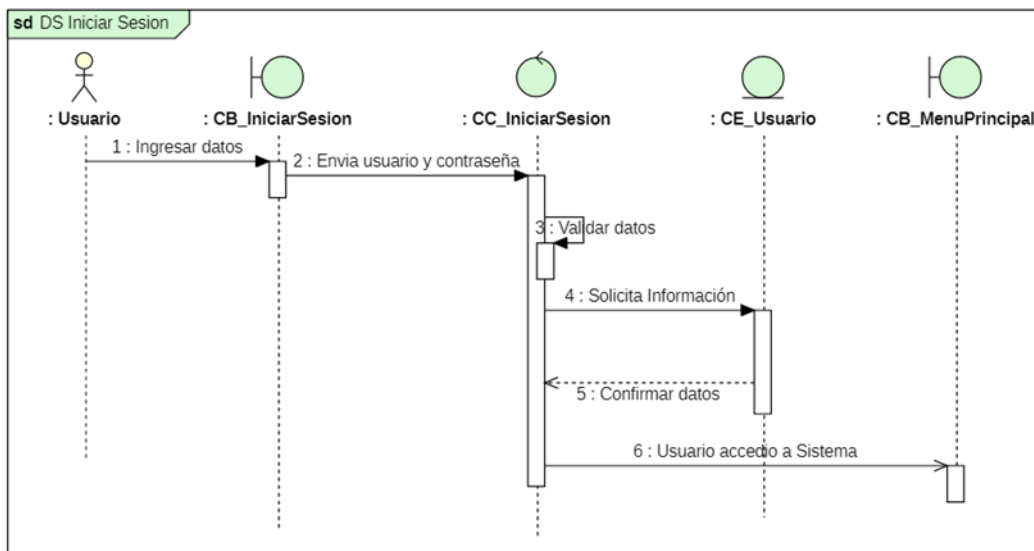 sd DS Iniciar Sesion
: Usuario
: CB_IniciarSesion
: CC_IniciarSesion
: CE_Usuario
: CB_MenuPrincipal
1 : Ingresar datos
2 : Envia usuario y contraseña
3 : Validar datos
4 : Solicita Información
5 : Confirmar datos
6 : Usuario accedio a Sistema